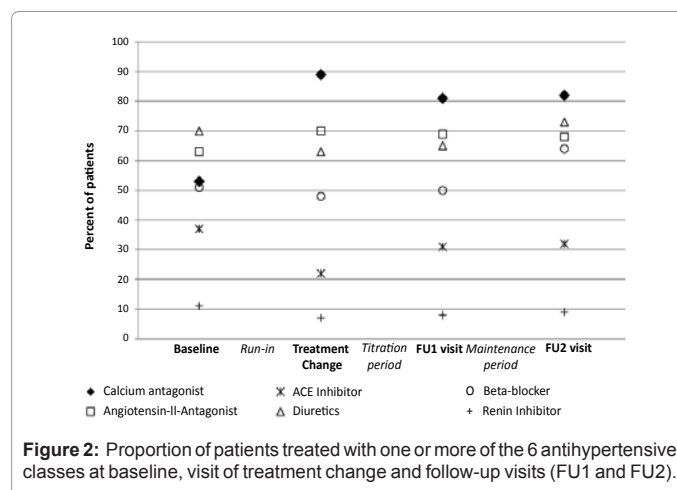 100
90
80
70
60
50
40
30
20
10
0
Percent of patients
Baseline Run-in Treatment Change Titration period FU1 visit Maintenance period FU2 visit
Calcium antagonist ACE Inhibitor Beta-blocker
Angiotensin-II-Antagonist Diuretics Renin Inhibitor
Figure 2: Proportion of patients treated with one or more of the 6 antihypertensive
classes at baseline, visit of treatment change and follow-up visits (FU1 and FU2).